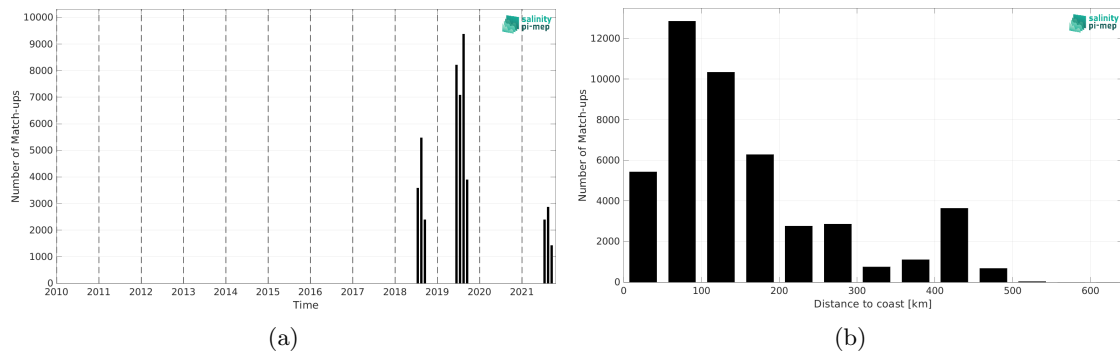 salinity
pi-mep
Number of Match-ups
10000
9000
8000
7000
6000
5000
4000
3000
2000
1000
0
2010 2011 2012 2013 2014 2015 2016 2017 2018 2019 2020 2021
Time
(a)
salinity
pi-mep
Number of Match-ups
12000
10000
8000
6000
4000
2000
0
0 100 200 300 400 500 600
Distance to coast [km]
(b)